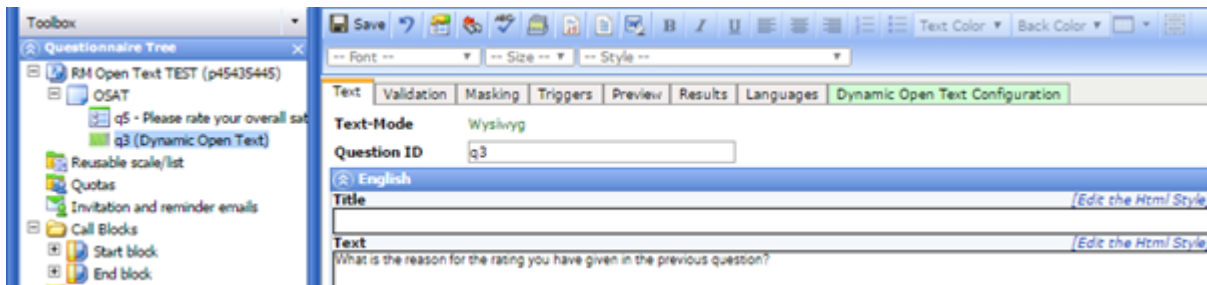 Toolbox
Questionnaire Tree
RM Open Text TEST (p45435445)
OSAT
q5 - Please rate your overall sat
q3 (Dynamic Open Text)
Reusable scale/list
Quotas
Invitation and reminder emails
Call Blocks
Start block
End block
Save B I U Text Color Back Color
-- Font -- -- Size -- -- Style --
Text Validation Masking Triggers Preview Results Languages Dynamic Open Text Configuration
Text-Mode Wysiwyg
Question ID q3
English
Title [Edit the Html Style
Text [Edit the Html Style
What is the reason for the rating you have given in the previous question?